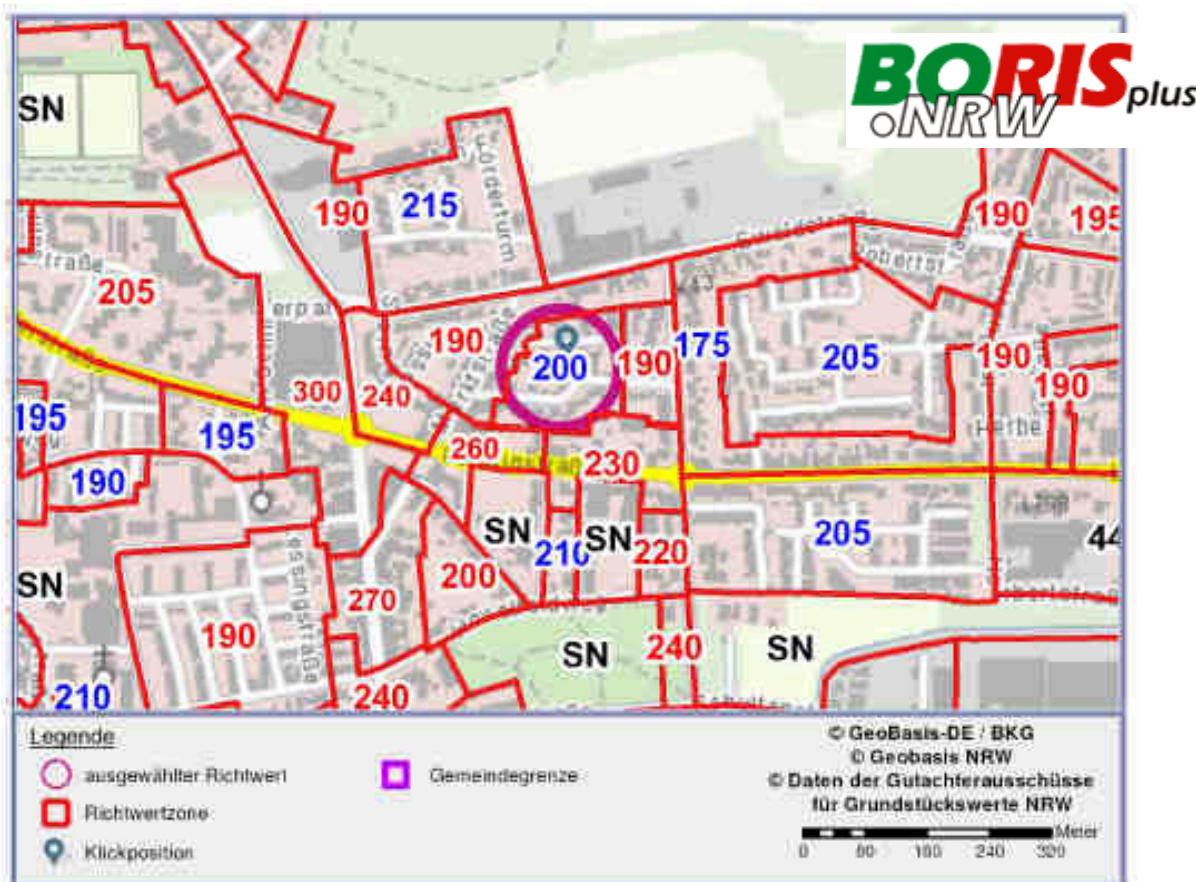 BORIS plus
.NRW
SN
215
190
190
195
Förderturm
205
190
200
190
175
205
190
190
300
240
195
195
260
230
Herbe
190
SN
210
SN
220
205
44
SN
200
270
190
SN
240
SN
210
240
Legende
ausgewählter Richtwert
Gemeindegrenze
Richtwertzone
Klickposition
© GeoBasis-DE / BKG
© Geobasis NRW
© Daten der Gutachterausschüsse
für Grundstückswerte NRW
Meter
0 80 160 240 320